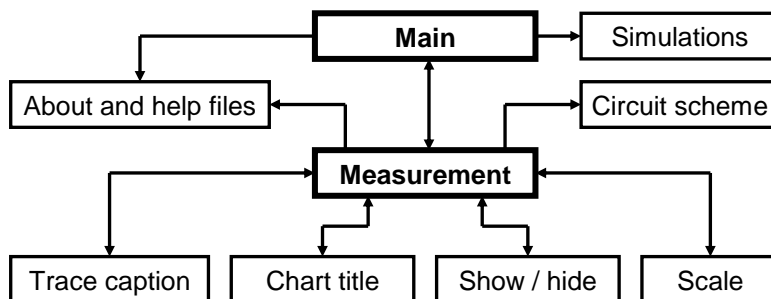 Main
Simulations
About and help files
Circuit scheme
Measurement
Trace caption
Chart title
Show / hide
Scale